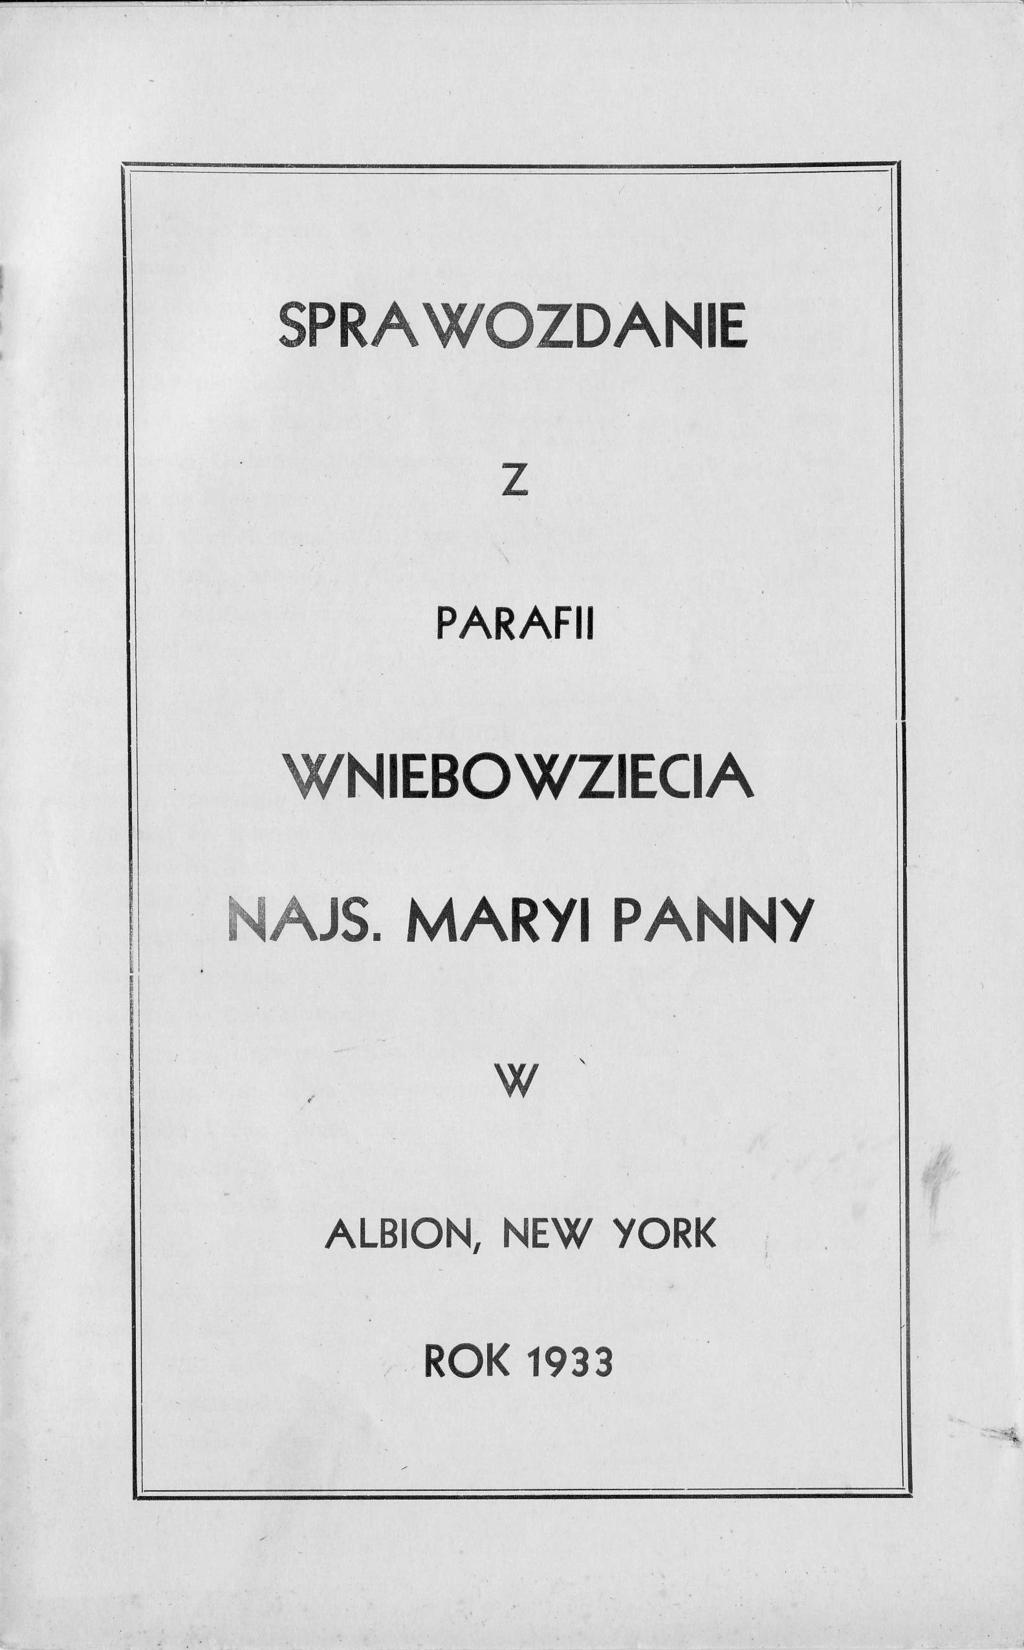 SPRAWOZDANIE
Z
PARAFII
WNIEBOWZIECIA
NAJS. MARYI PANNY
W
ALBION, NEW YORK
ROK 1933